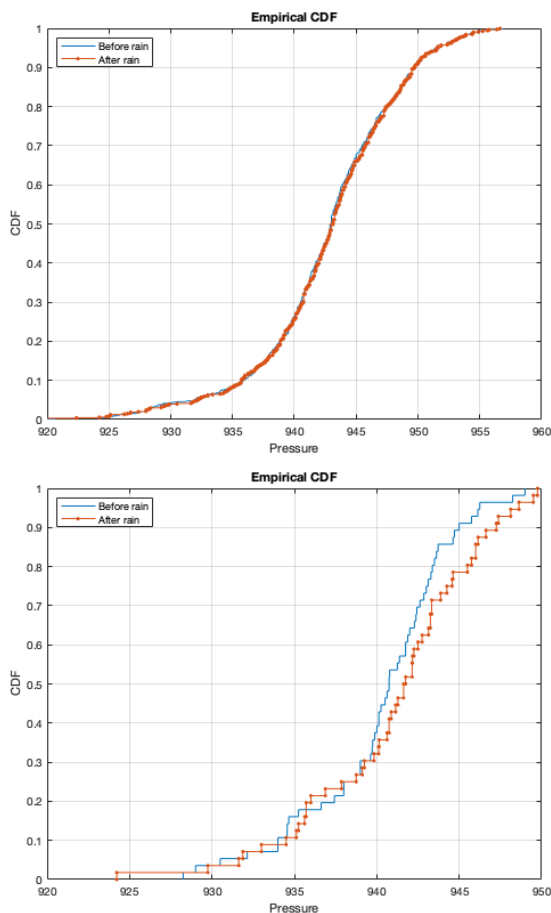 Empirical CDF
Before rain
After rain
1
0.9
0.8
0.7
0.6
0.5
0.4
0.3
0.2
0.1
0
CDF
920 925 930 935 940 945 950 955 960
Pressure
Empirical CDF
Before rain
After rain
1
0.9
0.8
0.7
0.6
0.5
0.4
0.3
0.2
0.1
0
CDF
920 925 930 935 940 945 950
Pressure